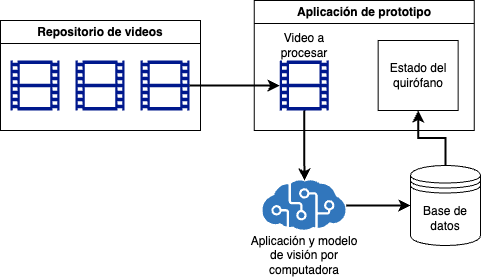 Repositorio de videos
Aplicación de prototipo
Video a
procesar
Estado del
quirófano
Aplicación y modelo
de visión por
computadora
Base de
datos